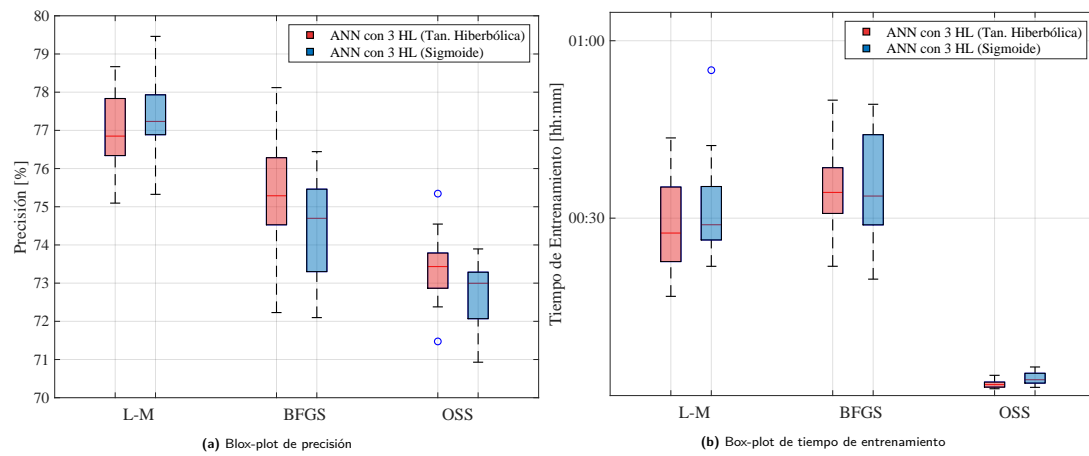 80
79
78
77
76
75
74
73
72
71
70
Precisión [%]
ANN con 3 HL (Tan. Hiberbólica)
ANN con 3 HL (Sigmoide)
L-M
BFGS
OSS
(a) Blox-plot de precisión
01:00
00:30
Tiempo de Entrenamiento [hh:mm]
ANN con 3 HL (Tan. Hiberbólica)
ANN con 3 HL (Sigmoide)
L-M
BFGS
OSS
(b) Box-plot de tiempo de entrenamiento